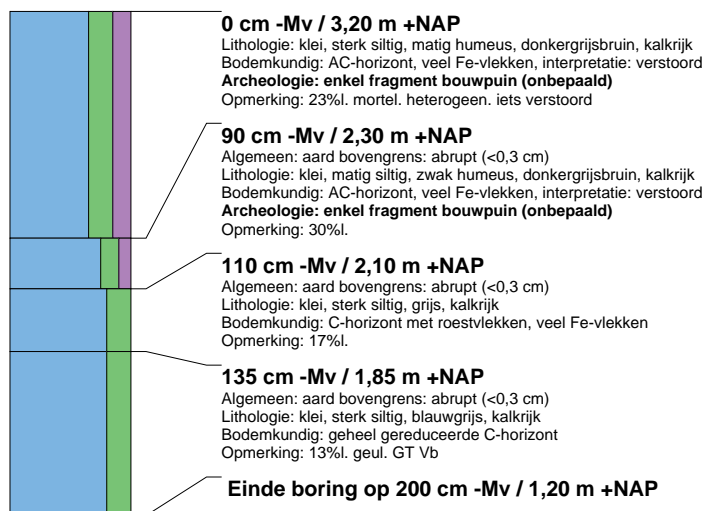 0 cm -Mv / 3,20 m +NAP
Lithologie: klei, sterk siltig, matig humeus, donkergrijsbruin, kalkrijk
Bodemkundig: AC-horizont, veel Fe-vlekken, interpretatie: verstoord
Archeologie: enkel fragment bouwpuin (onbepaald)
Opmerking: 23%l. mortel. heterogeen. iets verstoord
90 cm -Mv / 2,30 m +NAP
Algemeen: aard bovengrens: abrupt (<0,3 cm)
Lithologie: klei, matig siltig, zwak humeus, donkergrijsbruin, kalkrijk
Bodemkundig: AC-horizont, veel Fe-vlekken, interpretatie: verstoord
Archeologie: enkel fragment bouwpuin (onbepaald)
Opmerking: 30%l.
110 cm -Mv / 2,10 m +NAP
Algemeen: aard bovengrens: abrupt (<0,3 cm)
Lithologie: klei, sterk siltig, grijs, kalkrijk
Bodemkundig: C-horizont met roestvlekken, veel Fe-vlekken
Opmerking: 17%l.
135 cm -Mv / 1,85 m +NAP
Algemeen: aard bovengrens: abrupt (<0,3 cm)
Lithologie: klei, sterk siltig, blauwgrijs, kalkrijk
Bodemkundig: geheel gereduceerde C-horizont
Opmerking: 13%l. geul. GT Vb
Einde boring op 200 cm -Mv / 1,20 m +NAP